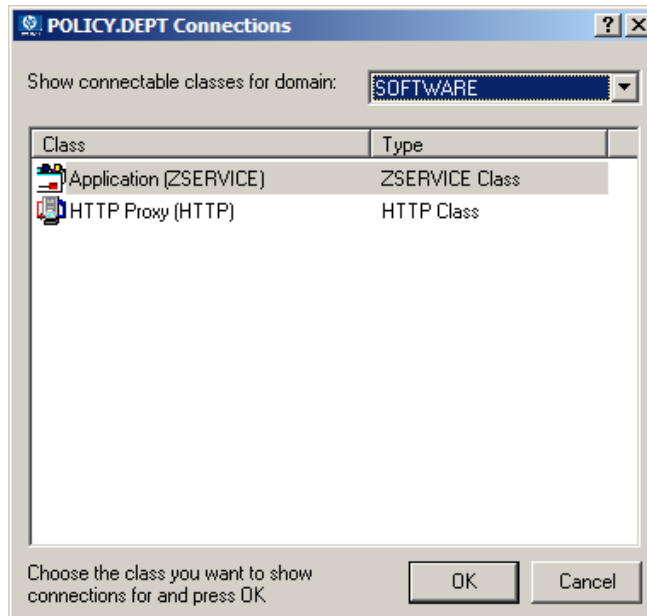 POLICY.DEPT Connections
Show connectable classes for domain: SOFTWARE
Class Type
Application (ZSERVICE) ZSERVICE Class
HTTP Proxy (HTTP) HTTP Class
Choose the class you want to show
connections for and press OK
OK Cancel